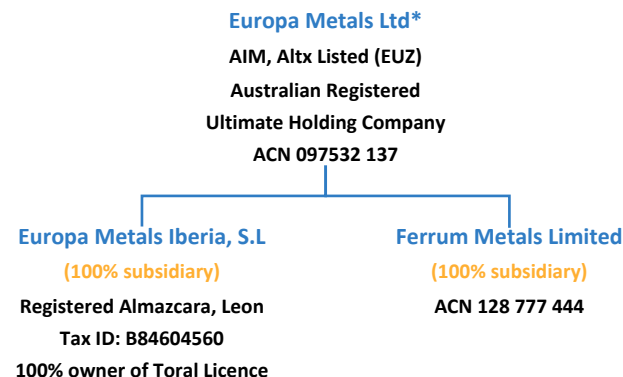 Europa Metals Ltd*
AIM, Altx Listed (EUZ)
Australian Registered
Ultimate Holding Company
ACN 097532 137
Europa Metals Iberia, S.L
(100% subsidiary)
Registered Almazcara, Leon
Tax ID: B84604560
100% owner of Toral Licence
Ferrum Metals Limited
(100% subsidiary)
ACN 128 777 444